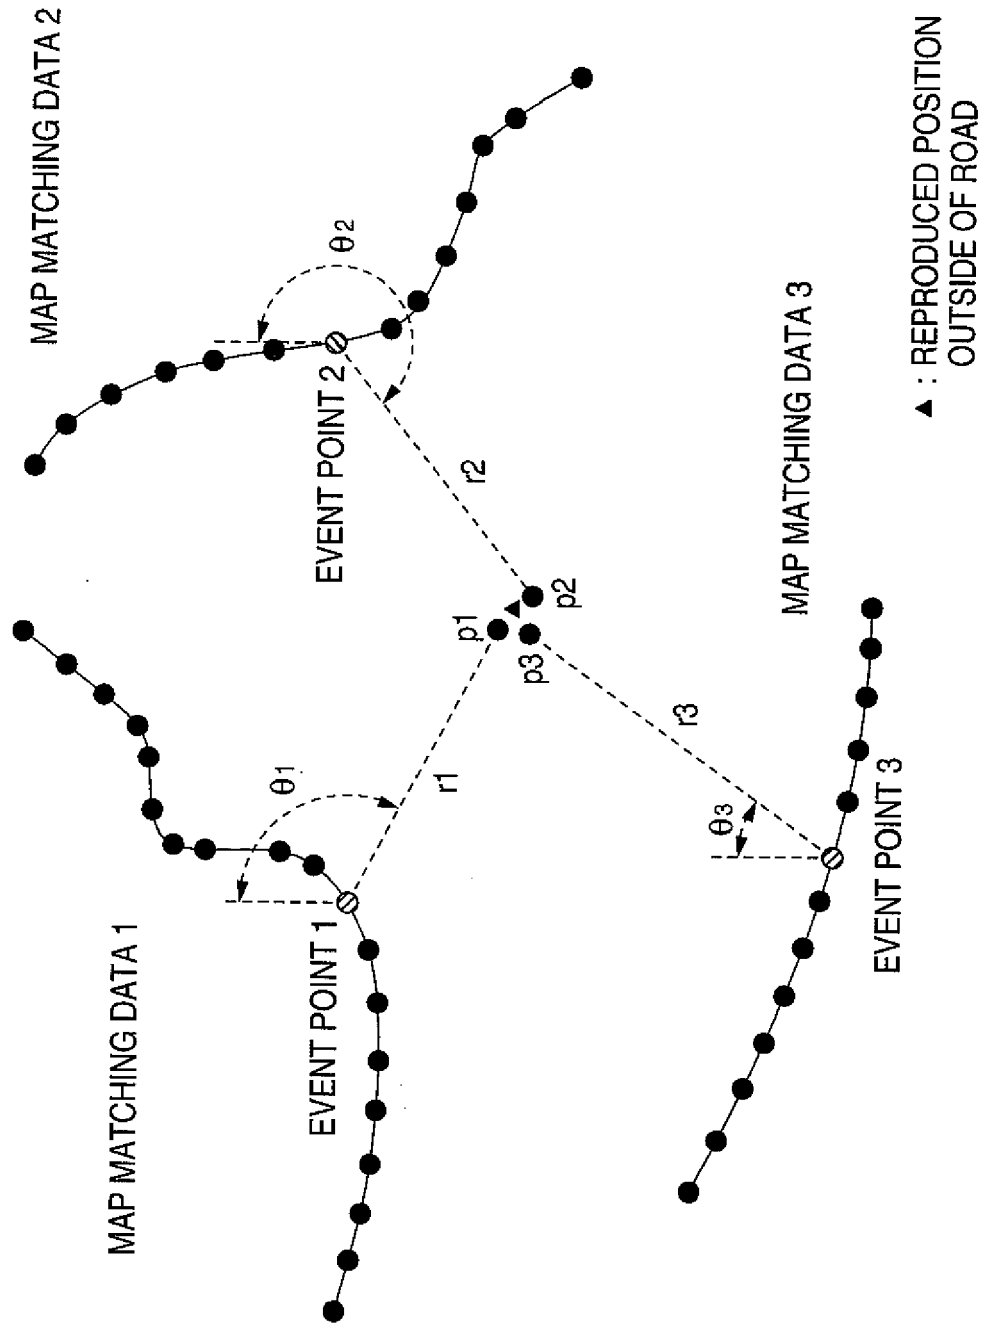 MAP MATCHING DATA 1
MAP MATCHING DATA 2
θ1
θ2
EVENT POINT 1
EVENT POINT 2
r1
r2
p1
p2
p3
r3
θ3
MAP MATCHING DATA 3
EVENT POINT 3
▲ : REPRODUCED POSITION
OUTSIDE OF ROAD